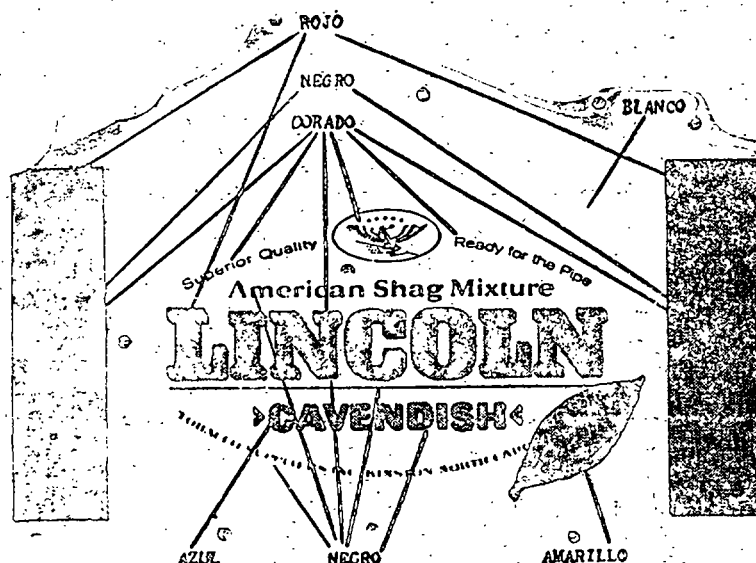 ROJO
NEGRO
BLANCO
DORADO
Superior Quality
Ready for the Pipe
American Shag Mixture
LINCOLN
CAVENDISH
AZUL
NEGRO
AMARILLO